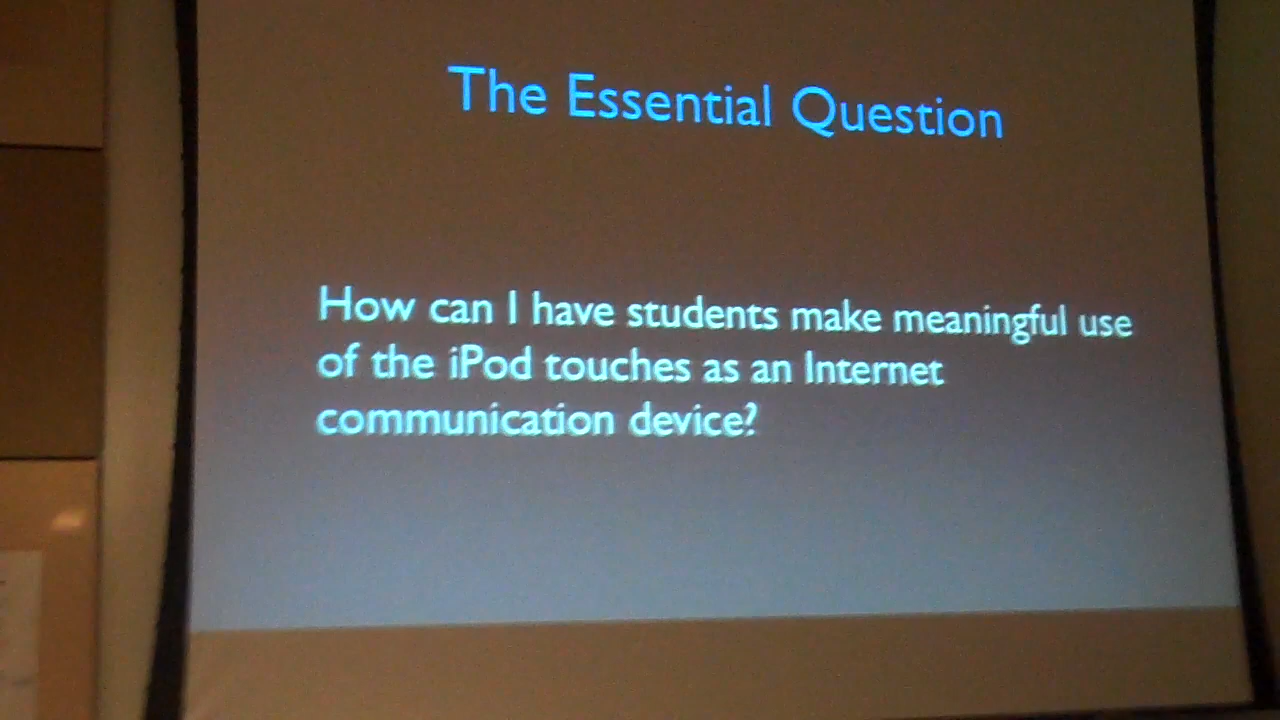 The Essential Question
How can I have students make meaningful use
of the iPod touches as an Internet
communication device?